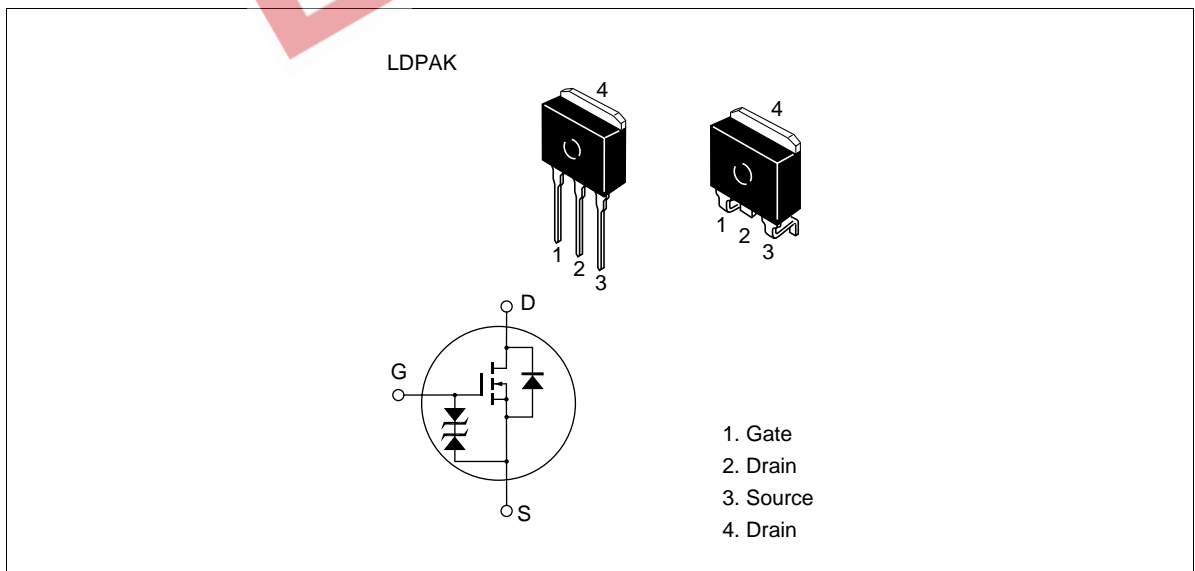 LDPAK
4
4
1
2
3
1
2
3
D
G
S
1. Gate
2. Drain
3. Source
4. Drain